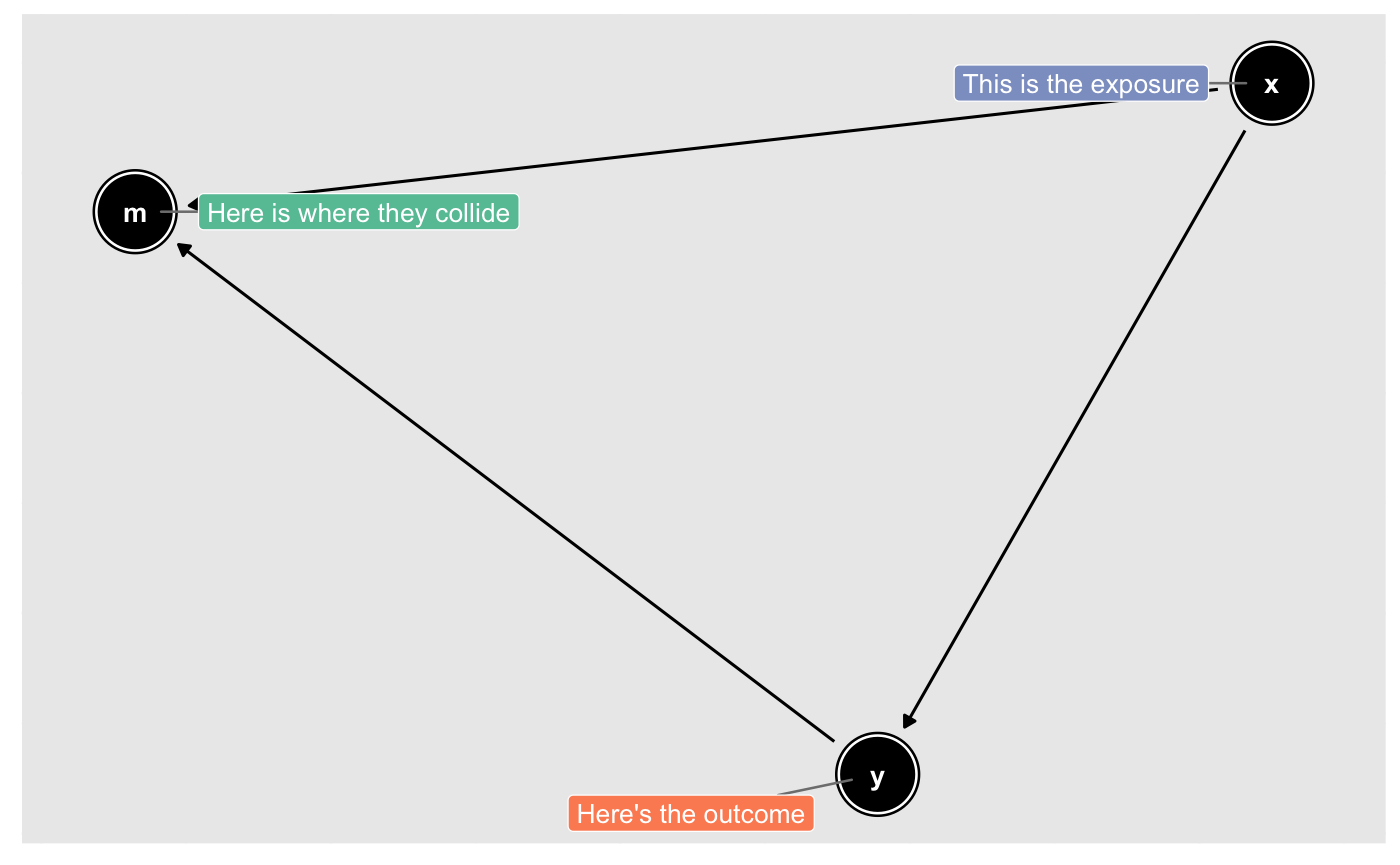 This is the exposure
x
m
Here is where they collide
y
Here's the outcome